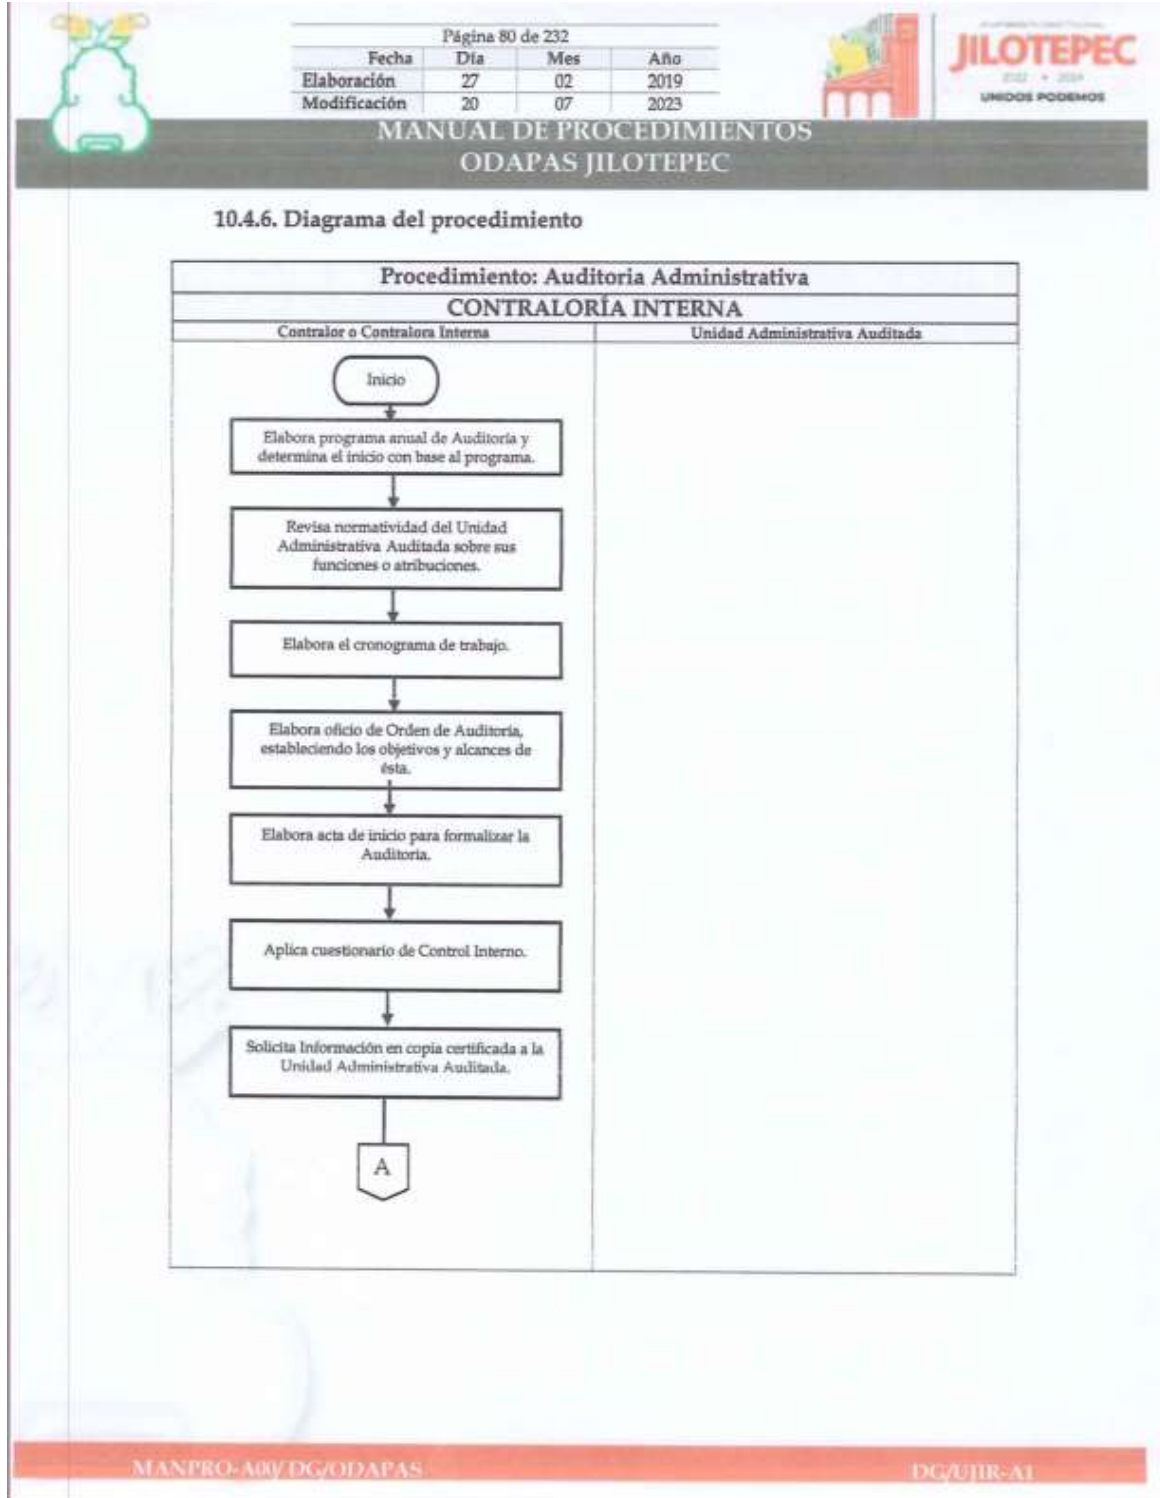 Página 80 de 232
Fecha Día Mes Año
Elaboración 27 02 2019
Modificación 20 07 2023
JILOTEPEC
2022 • 2024
UNIDOS PODEMOS
MANUAL DE PROCEDIMIENTOS
ODAPAS JILOTEPEC
10.4.6. Diagrama del procedimiento
Procedimiento: Auditoria Administrativa
CONTRALORÍA INTERNA
Contralor o Contralora Interna
Unidad Administrativa Auditada
Inicio
Elabora programa anual de Auditoría y
determina el inicio con base al programa.
Revisa normatividad del Unidad
Administrativa Auditada sobre sus
funciones o atribuciones.
Elabora el cronograma de trabajo.
Elabora oficio de Orden de Auditoría,
estableciendo los objetivos y alcances de
ésta.
Elabora acta de inicio para formalizar la
Auditoría.
Aplica cuestionario de Control Interno.
Solicita Información en copia certificada a la
Unidad Administrativa Auditada.
A
MANPRO-A00/ DG/ODAPAS
DG/UJIR-A1